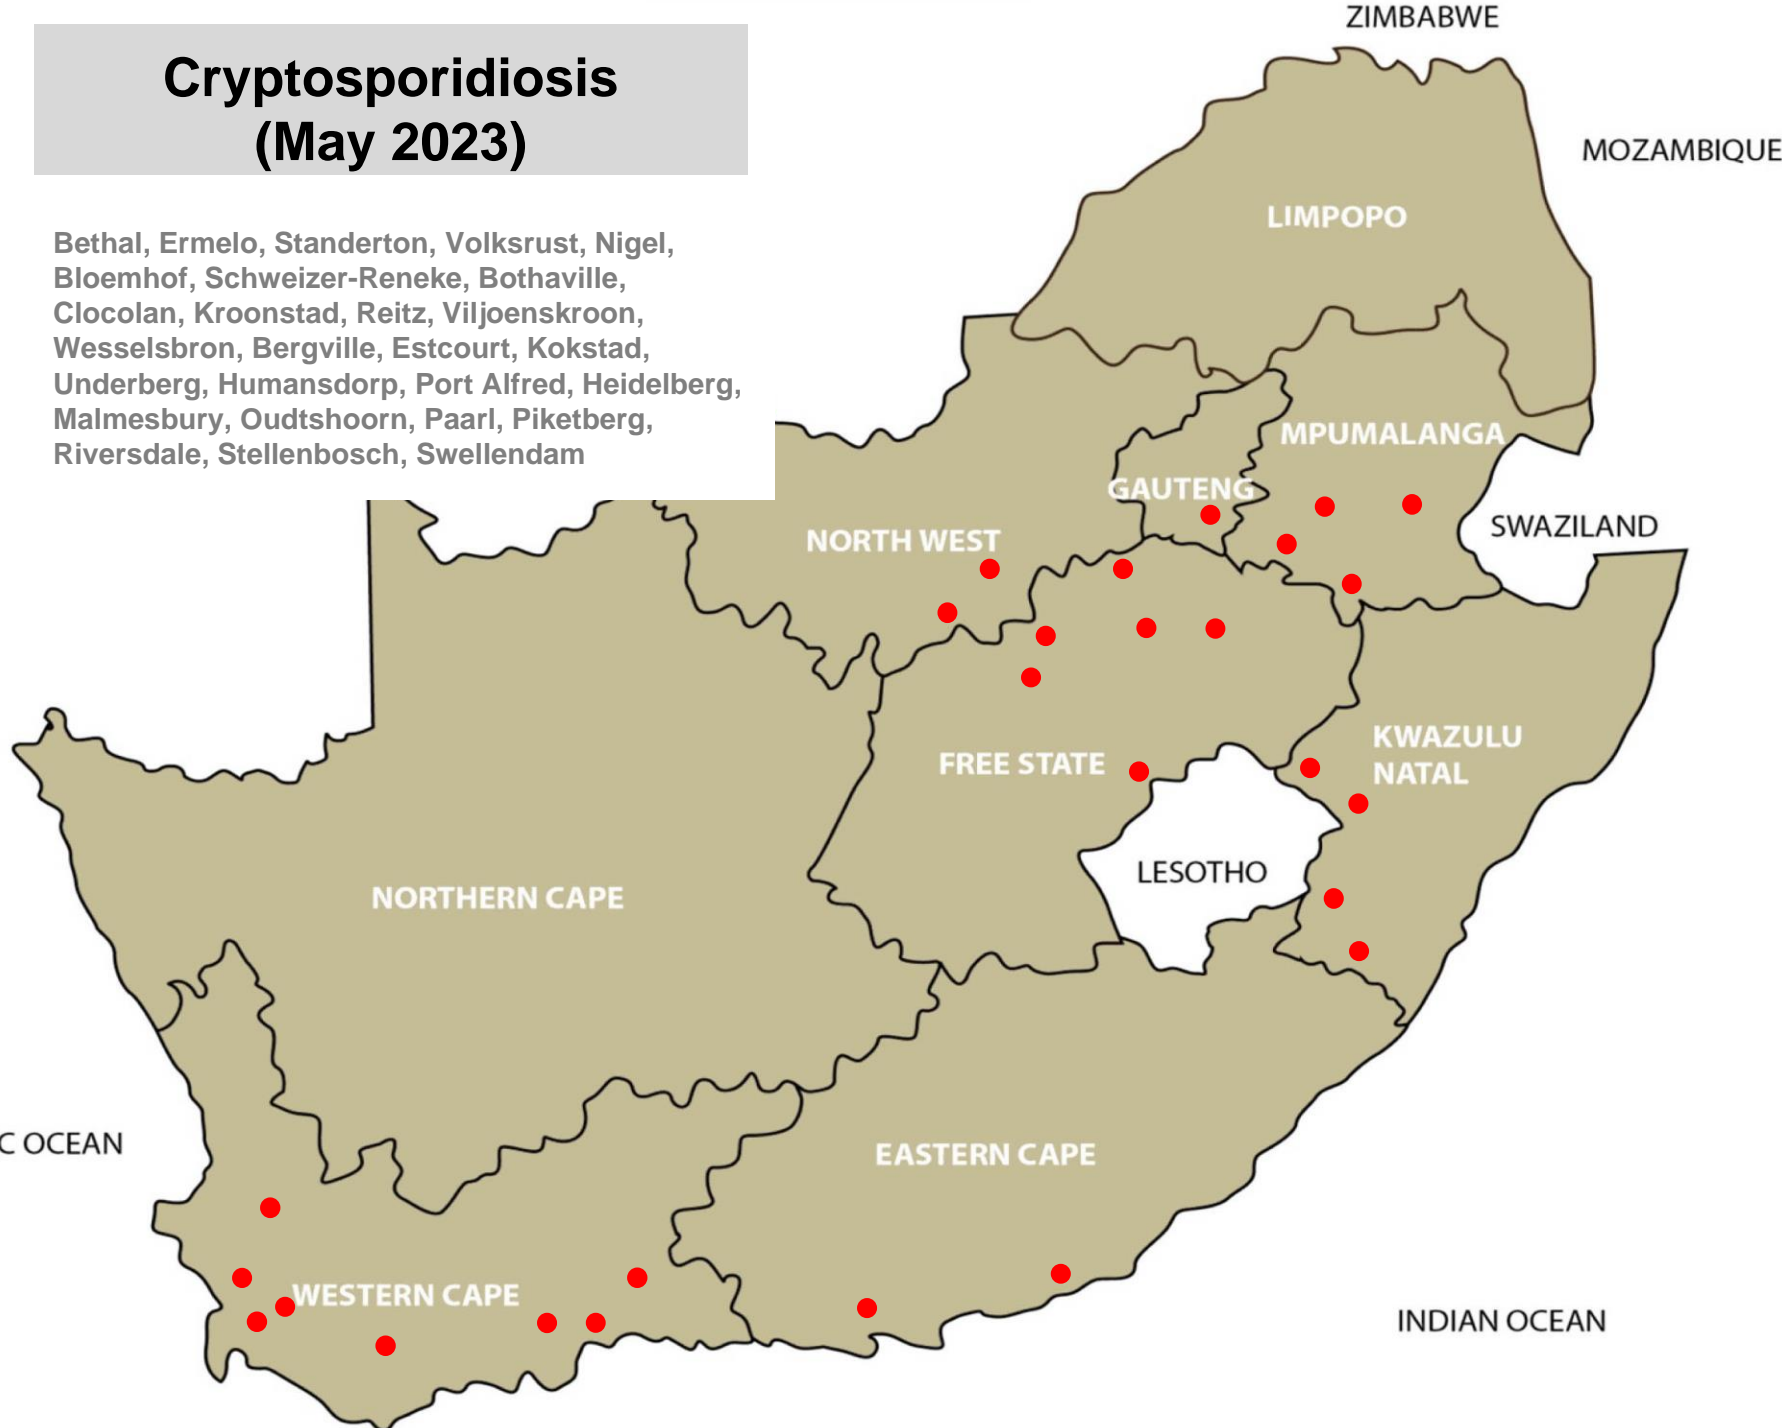 Cryptosporidiosis
(May 2023)
Bethal, Ermelo, Standerton, Volksrust, Nigel,
Bloemhof, Schweizer-Reneke, Bothaville,
Clocolan, Kroonstad, Reitz, Viljoenskroon,
Wesselsbron, Bergville, Estcourt, Kokstad,
Underberg, Humansdorp, Port Alfred, Heidelberg,
Malmesbury, Oudtshoorn, Paarl, Piketberg,
Riversdale, Stellenbosch, Swellendam
ZIMBABWE
MOZAMBIQUE
LIMPOPO
MPUMALANGA
GAUTENG
SWAZILAND
NORTH WEST
KWAZULU
NATAL
FREE STATE
LESOTHO
NORTHERN CAPE
C OCEAN
EASTERN CAPE
WESTERN CAPE
INDIAN OCEAN